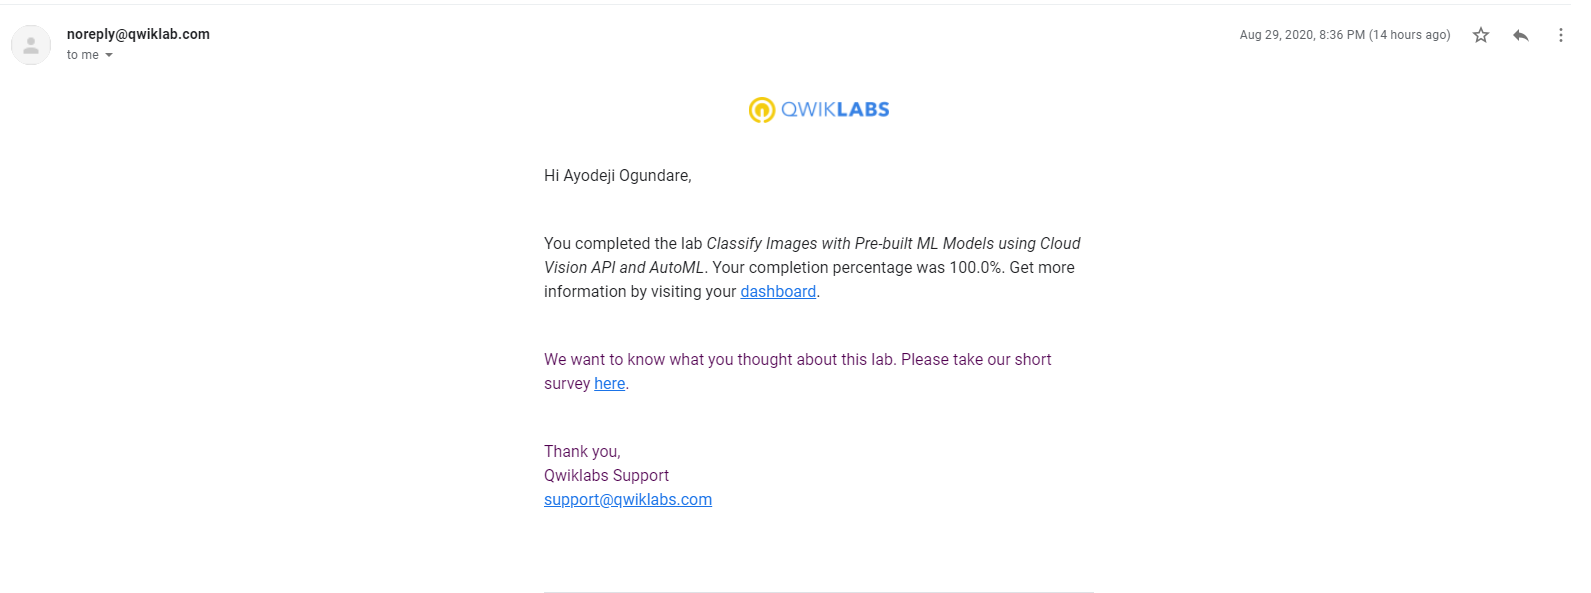 noreply@qwiklab.com
Aug 29, 2020, 8:36 PM (14 hours ago)
to me
QWIKLABS
Hi Ayodeji Ogundare,
You completed the lab Classify Images with Pre-built ML Models using Cloud
Vision API and AutoML. Your completion percentage was 100.0%. Get more
information by visiting your dashboard.
We want to know what you thought about this lab. Please take our short
survey here.
Thank you,
Qwiklabs Support
support@qwiklabs.com